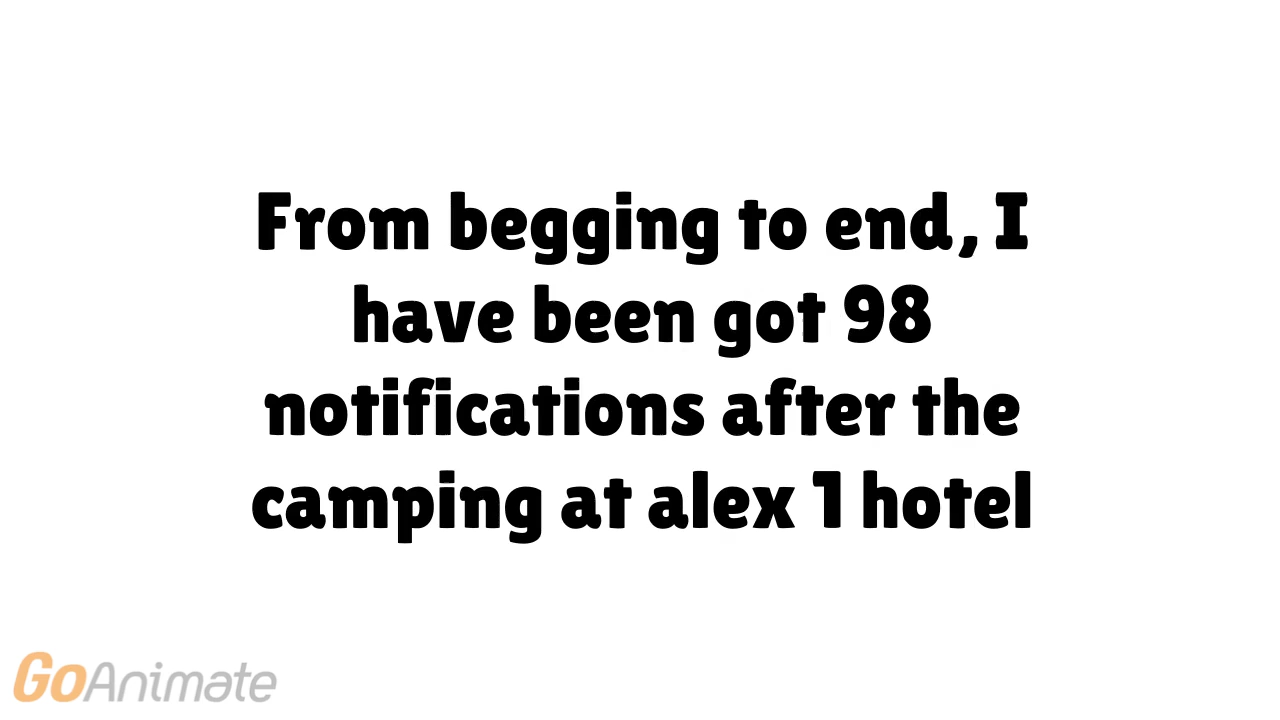 From begging to end, I
have been got 98
notifications after the
camping at alex 1 hotel
GoAnimate